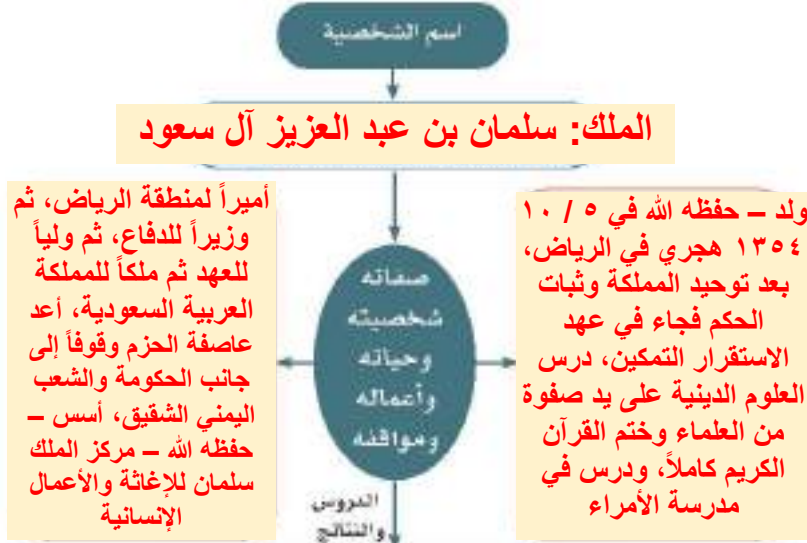 اسم الشخصية
الملك: سلمان بن عبد العزيز آل سعود
ولد – حفظه الله في ٥ / ١٠
١٣٥٤ هجري في الرياض،
بعد توحيد المملكة وثبات
الحكم فجاء في عهد
الاستقرار التمكين، درس
العلوم الدينية على يد صفوة
من العلماء وختم القرآن
الكريم كاملاً، ودرس في
مدرسة الأمراء
صفاته
شخصيته
وحياته
وأعماله
ومواقفه
أميراً لمنطقة الرياض، ثم
وزيراً للدفاع، ثم ولياً
للعهد ثم ملكاً للمملكة
العربية السعودية، أعد
عاصفة الحزم وقوفاً إلى
جانب الحكومة والشعب
اليمني الشقيق، أسس –
حفظه الله – مركز الملك
سلمان للإغاثة والأعمال
الإنسانية
الدروس
والنتائج